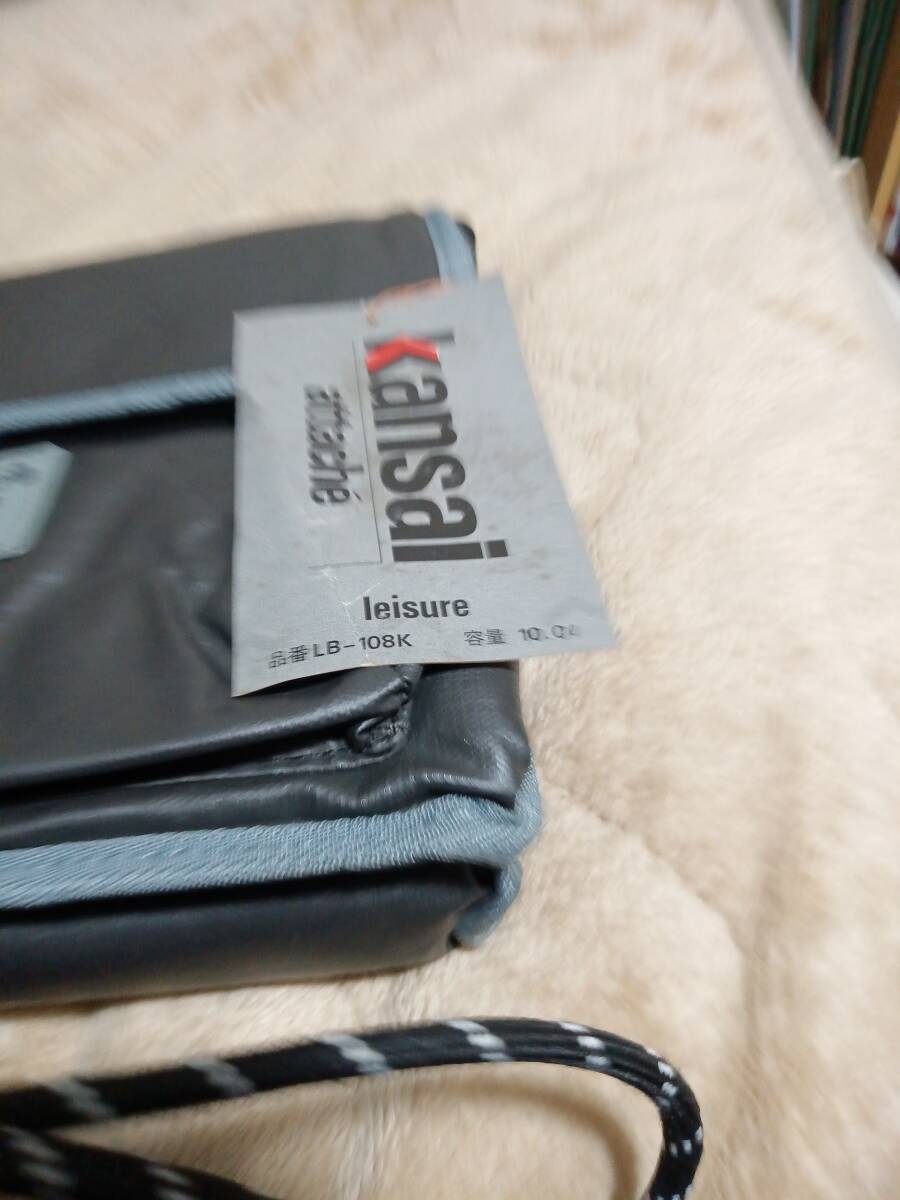 kansai
attaché
leisure
品番 LB-108K 容量 10.0ℓ